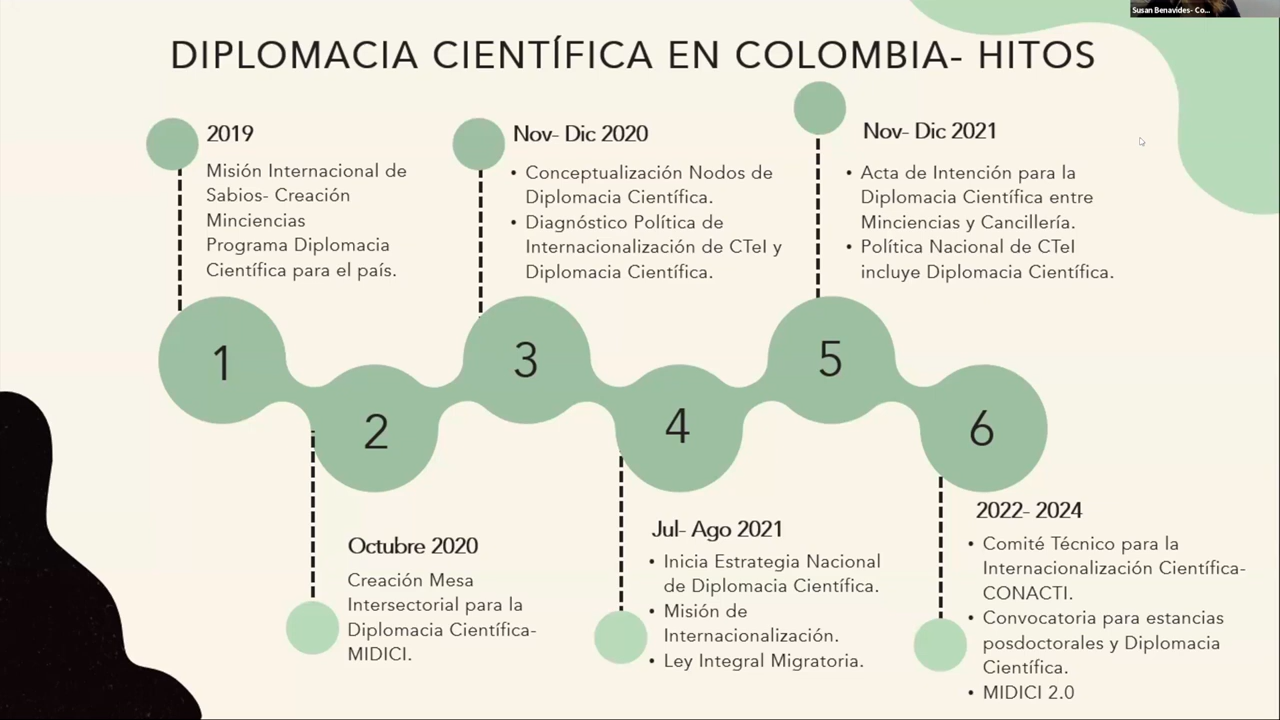 Susan Benavides- Co...
DIPLOMACIA CIENTÍFICA EN COLOMBIA- HITOS
2019
Misión Internacional de
Sabios- Creación
Minciencias
Programa Diplomacia
Científica para el país.
Nov- Dic 2020
• Conceptualización Nodos de
Diplomacia Científica.
• Diagnóstico Política de
Internacionalización de CTeI y
Diplomacia Científica.
Nov- Dic 2021
• Acta de Intención para la
Diplomacia Científica entre
Minciencias y Cancillería.
• Política Nacional de CTeI
incluye Diplomacia Científica.
1
2
3
4
5
6
Octubre 2020
Creación Mesa
Intersectorial para la
Diplomacia Científica-
MIDICI.
Jul- Ago 2021
• Inicia Estrategia Nacional
de Diplomacia Científica.
• Misión de
Internacionalización.
• Ley Integral Migratoria.
2022- 2024
• Comité Técnico para la
Internacionalización Científica-
CONACTI.
• Convocatoria para estancias
posdoctorales y Diplomacia
Científica.
• MIDICI 2.0